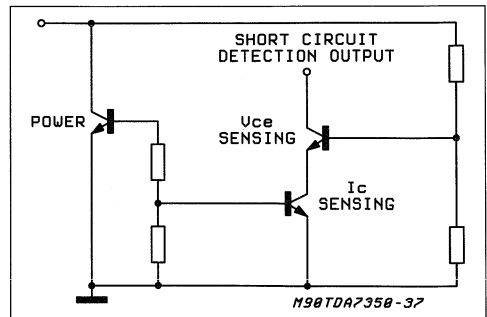 SHORT CIRCUIT
DETECTION OUTPUT
POWER
Vce
SENSING
Ic
SENSING
M90TDA7350-37